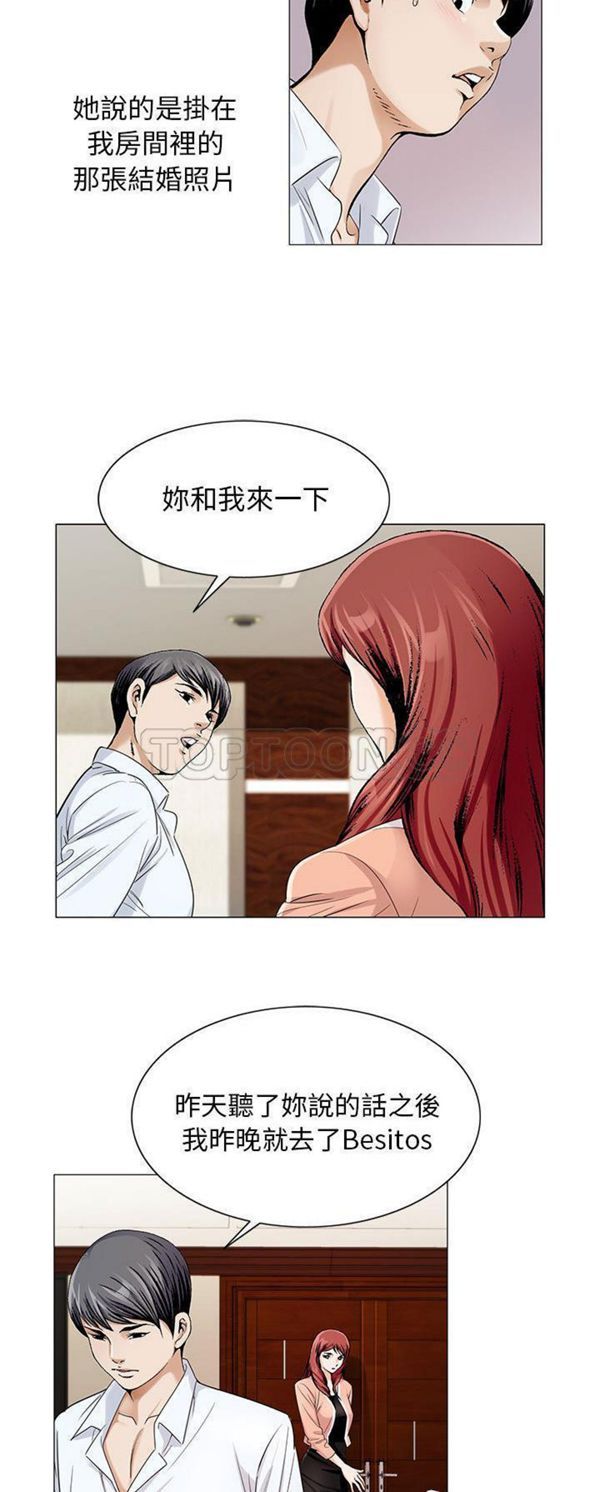 她說的是掛在
我房間裡的
那張結婚照片
妳和我來一下
TOPTOON
昨天聽了妳說的話之後
我昨晚就去了Besitos